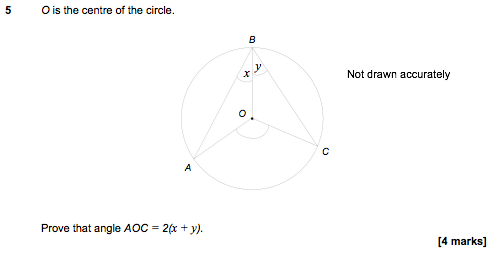 5 O is the centre of the circle.
B
x y
Not drawn accurately
O
C
A
Prove that angle AOC = 2(x + y).
[4 marks]